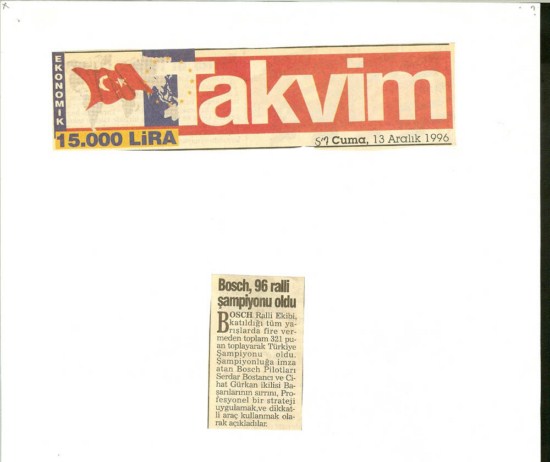 EKONOMİK
Takvim
15.000 LİRA
Cuma, 13 Aralık 1996
Bosch, 96 ralli
şampiyonu oldu
BOSCH Ralli Ekibi,
katıldığı tüm ya-
rışlarda fire ver-
meden toplam 321 pu-
an toplayarak Türkiye
Şampiyonu oldu.
Şampiyonluğa imza
atan Bosch Pilotları
Serdar Bostancı ve Ci-
hat Gürkan ikilisi Ba-
şarılarının sırrını, Pro-
fesyonel bir strateji
uygulamak,ve dikkat-
li araç kullanmak ola-
rak açıkladılar.